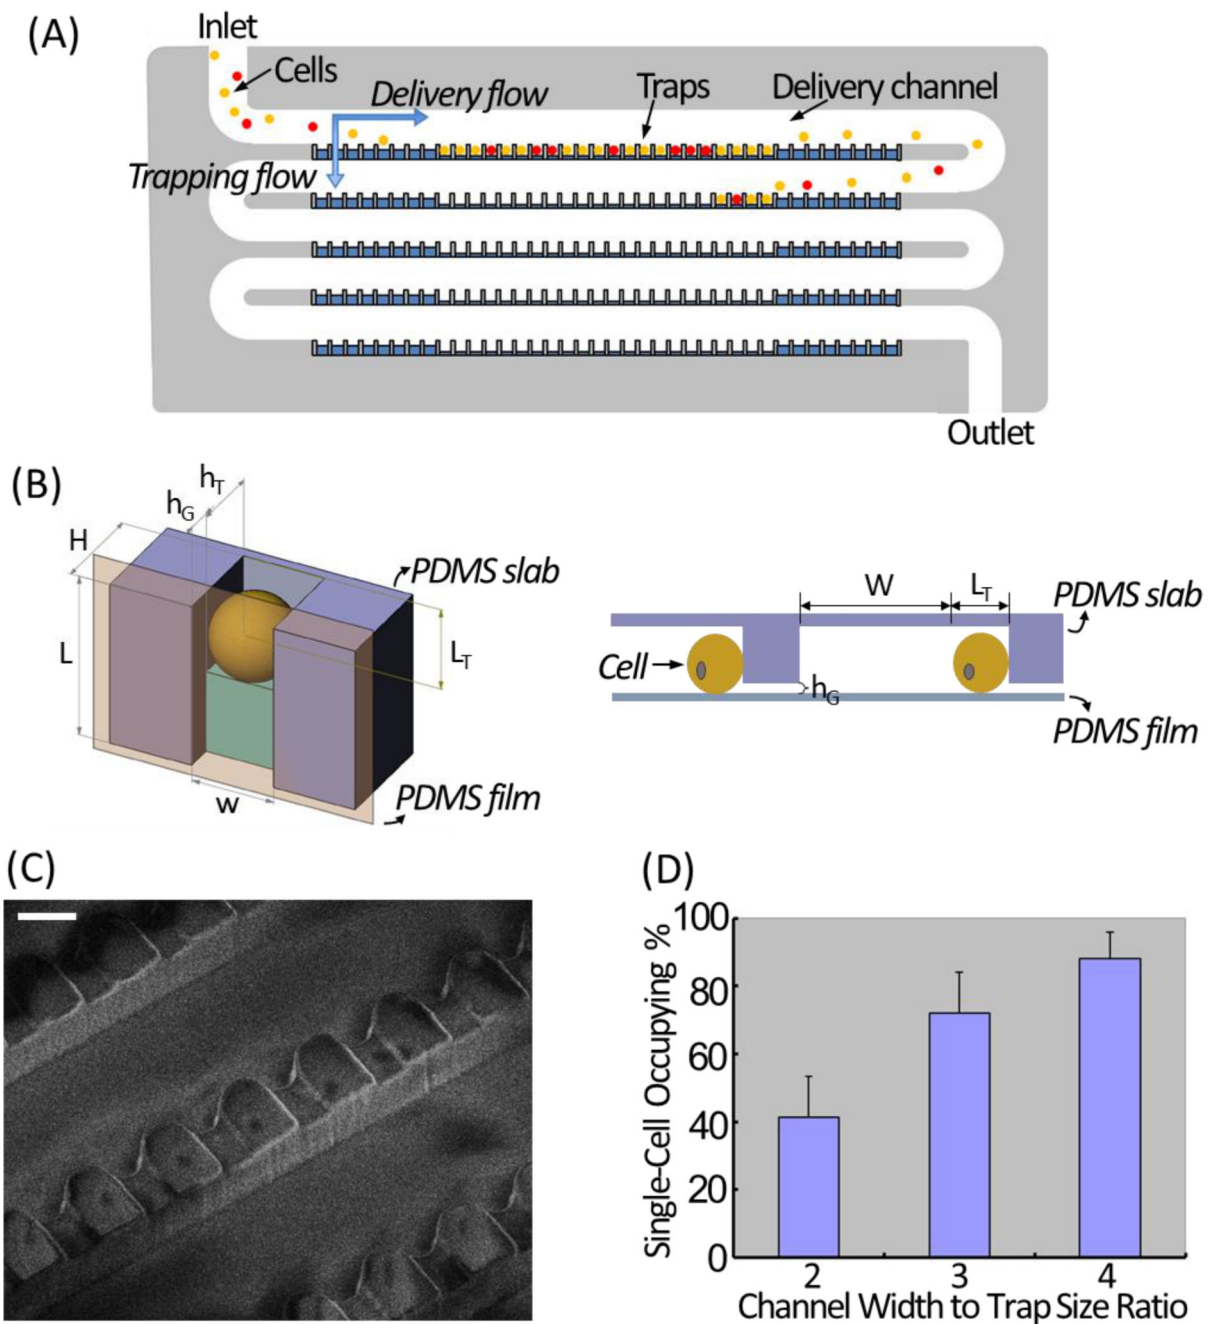 (A)
Inlet
Cells
Delivery flow
Traps
Delivery channel
Trapping flow
Outlet
(B)
hT
hG
H
L
LT
w
PDMS slab
PDMS film
W
LT
PDMS slab
Cell
hG
PDMS film
(C)
(D)
Single-Cell Occupying %
100
80
60
40
20
0
2 3 4
Channel Width to Trap Size Ratio